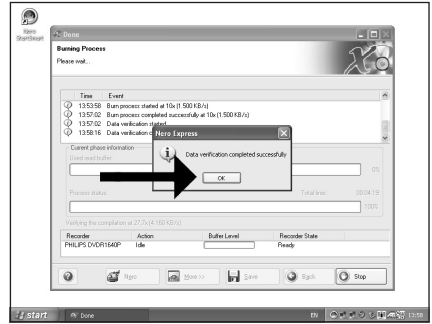 Nero
StartSmart
Done
Burning Process
Please wait...
Time Event
13:53:58 Burn process started at 10x (1.500 KB/s)
13:57:02 Burn process completed successfully at 10x (1.500 KB/s)
13:57:02 Data verification started
13:58:16 Data verification c
Nero Express
Data verification completed successfully
OK
Current phase information
Used read buffer
0%
Process status Total time: 00:04:19
100%
Verifying the compilation at 27,7x (4.160 KB/s)
Recorder Action Buffer Level Recorder State
PHILIPS DVDR1640P Idle Ready
Nero More >> Save Back Stop
start Done EN 13:58